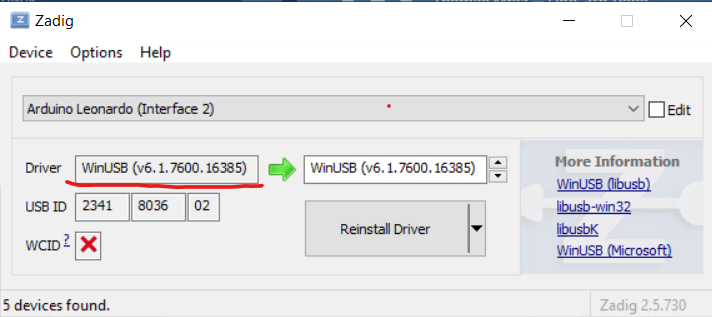 Zadig
Device Options Help
Arduino Leonardo (Interface 2) Edit
Driver WinUSB (v6.1.7600.16385) WinUSB (v6.1.7600.16385)
USB ID 2341 8036 02
WCID ?
Reinstall Driver
More Information
WinUSB (libusb)
libusb-win32
libusbK
WinUSB (Microsoft)
5 devices found. Zadig 2.5.730